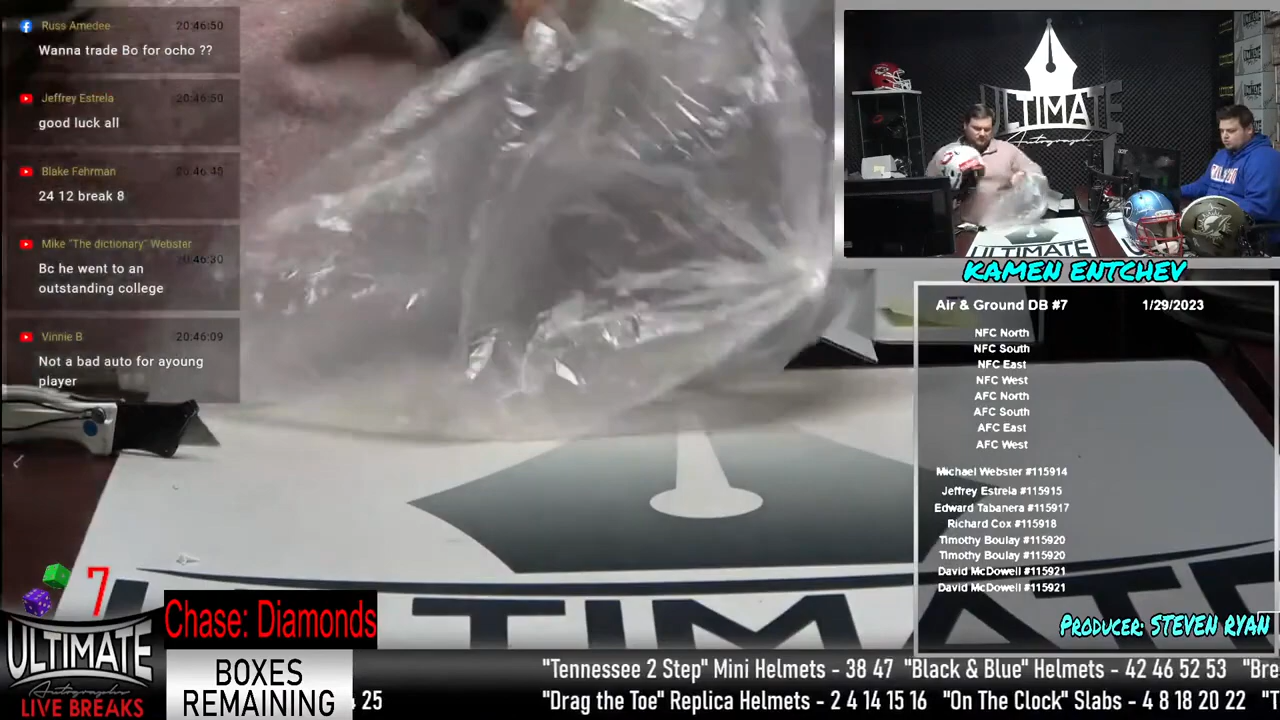 Russ Amedee 20:46:50
Wanna trade Bo for ocho ??
Jeffrey Estrela 20:46:50
good luck all
Blake Fehrman 20:46:48
24 12 break 8
Mike "The dictionary" Webster
20:46:30
Bc he went to an
outstanding college
Vinnie B 20:46:09
Not a bad auto for ayoung
player
ULTIMATE
Autographs
ULTIMATE
KAMEN ENTCHEV
Air & Ground DB #7 1/29/2023
NFC North
NFC South
NFC East
NFC West
AFC North
AFC South
AFC East
AFC West
Michael Webster #115914
Jeffrey Estrela #115915
Edward Tabanera #115917
Richard Cox #115918
Timothy Boulay #115920
Timothy Boulay #115920
David McDowell #115921
David McDowell #115921
PRODUCER: STEVEN RYAN
7
ULTIMATE
Autographs
LIVE BREAKS
Chase: Diamonds
BOXES
REMAINING
ULTIMATE
"Tennessee 2 Step" Mini Helmets - 38 47 "Black & Blue" Helmets - 42 46 52 53 "Bre
25 "Drag the Toe" Replica Helmets - 2 4 14 15 16 "On The Clock" Slabs - 4 8 18 20 22 "T